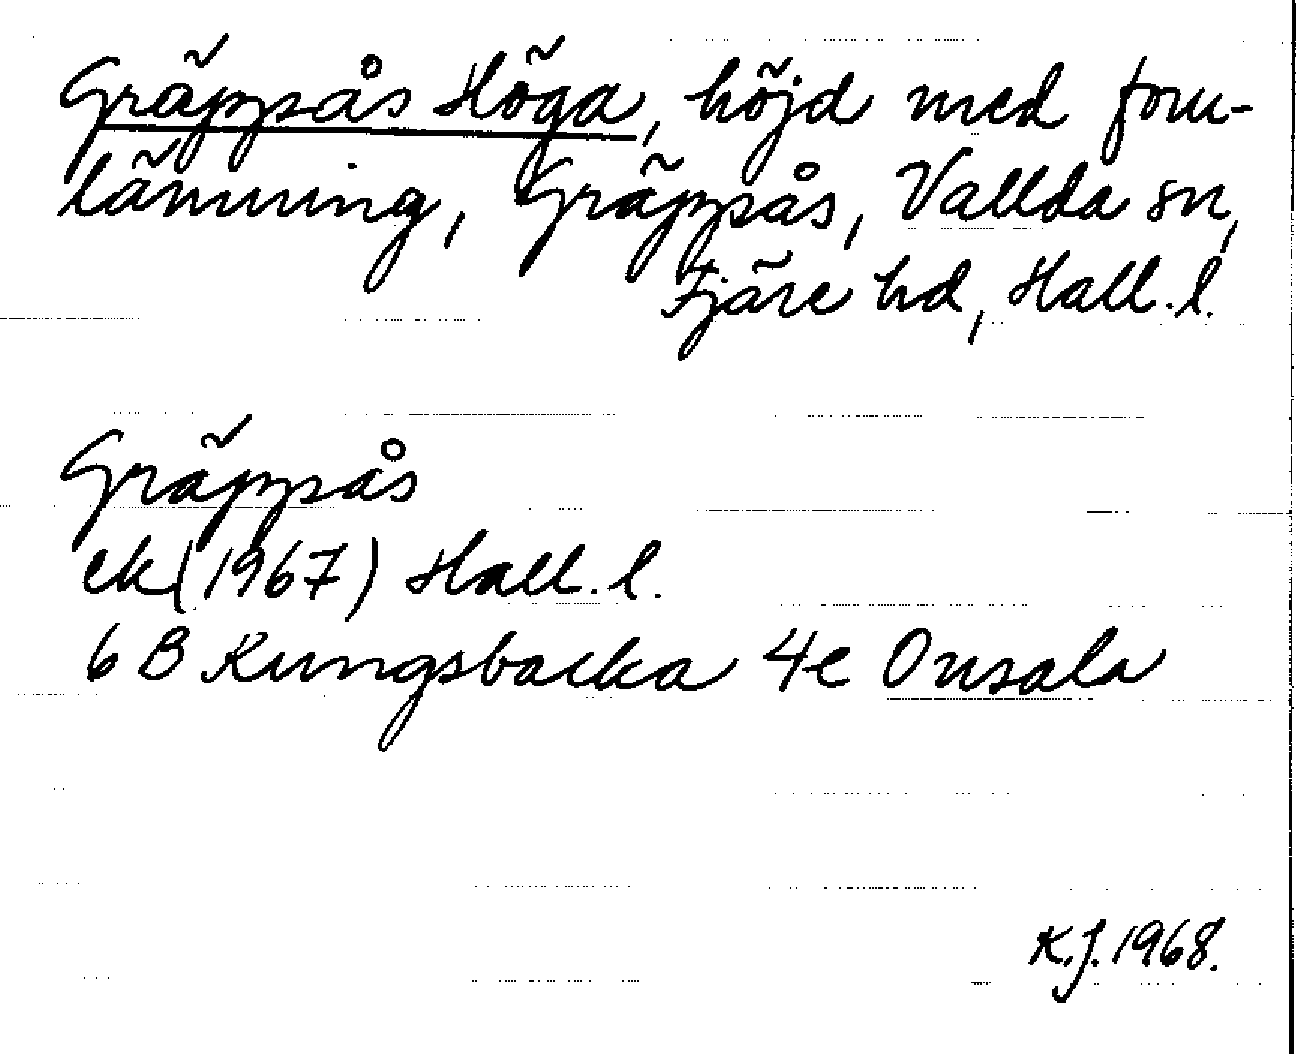 Gräppås Höga, höjd med forn-
lämning, Gräppås, Vallda sn,
Fjäre hd, Hall. l.
Gräppås
ek (1967) Hall. l.
6 B Kungsbacka 4e Onsala
K.J. 1968.